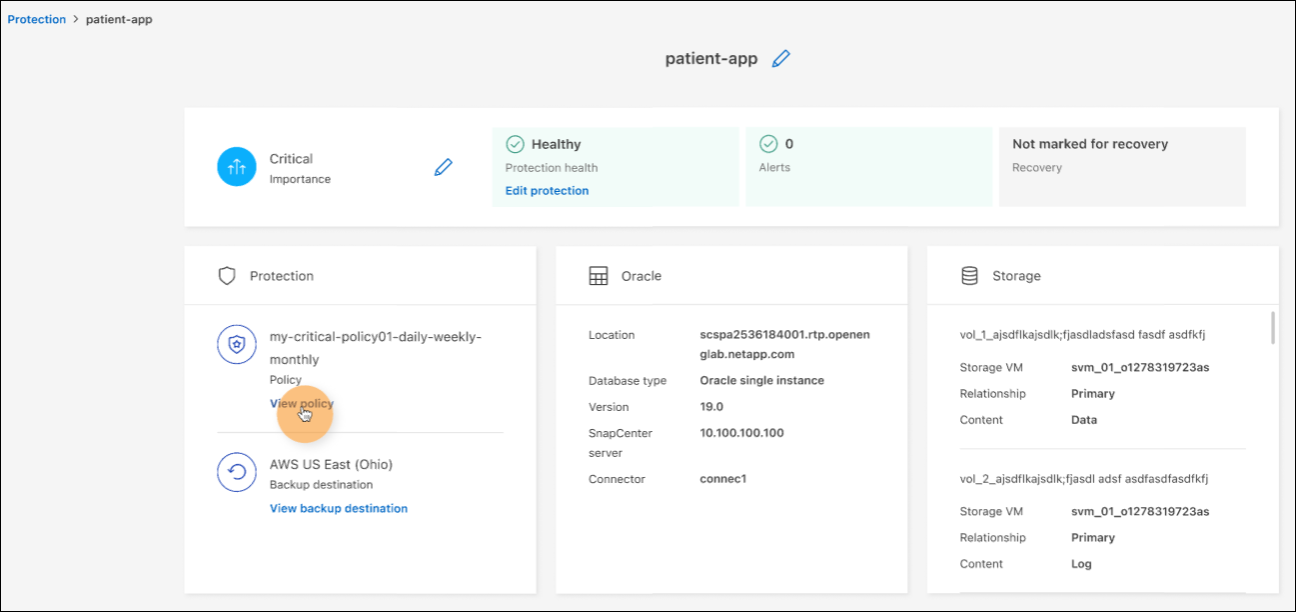 Protection > patient-app
patient-app
Critical
Importance
Healthy
Protection health
Edit protection
0
Alerts
Not marked for recovery
Recovery
Protection
my-critical-policy01-daily-weekly-
monthly
Policy
View policy
AWS US East (Ohio)
Backup destination
View backup destination
Oracle
Location scspa2536184001.rtp.openen
glab.netapp.com
Database type Oracle single instance
Version 19.0
SnapCenter 10.100.100.100
server
Connector connec1
Storage
vol_1_ajsdflkajsdlk;fjasdladsfasd fasdf asdfkfj
Storage VM svm_01_o1278319723as
Relationship Primary
Content Data
vol_2_ajsdflkajsdlk;fjasdl adsf asdfasdfasdfkfj
Storage VM svm_01_o1278319723as
Relationship Primary
Content Log